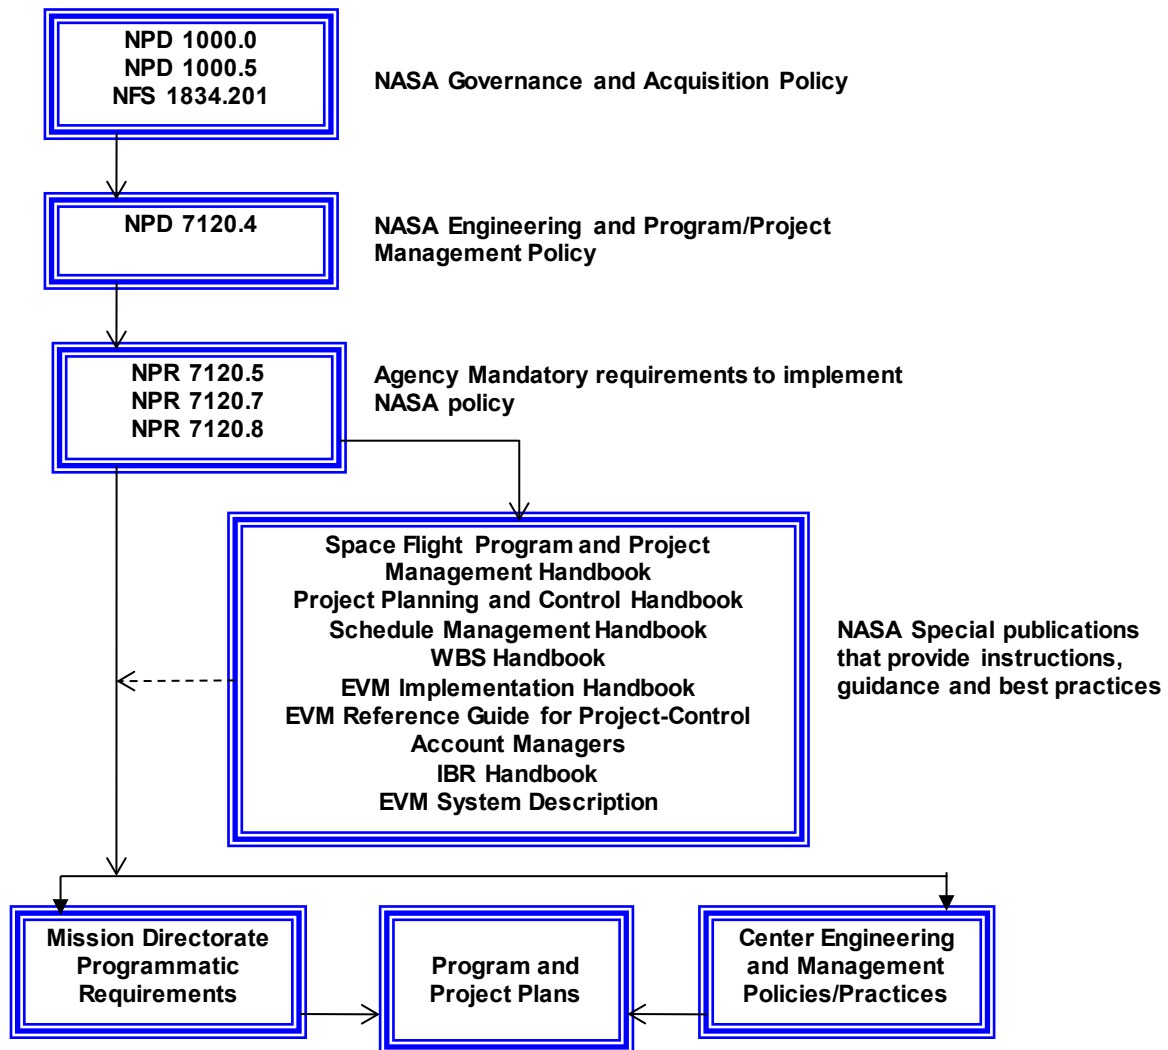 NPD 1000.0
NPD 1000.5
NFS 1834.201
NASA Governance and Acquisition Policy
NPD 7120.4
NASA Engineering and Program/Project
Management Policy
NPR 7120.5
NPR 7120.7
NPR 7120.8
Agency Mandatory requirements to implement
NASA policy
Space Flight Program and Project
Management Handbook
Project Planning and Control Handbook
Schedule Management Handbook
WBS Handbook
EVM Implementation Handbook
EVM Reference Guide for Project-Control
Account Managers
IBR Handbook
EVM System Description
NASA Special publications
that provide instructions,
guidance and best practices
Mission Directorate
Programmatic
Requirements
Program and
Project Plans
Center Engineering
and Management
Policies/Practices